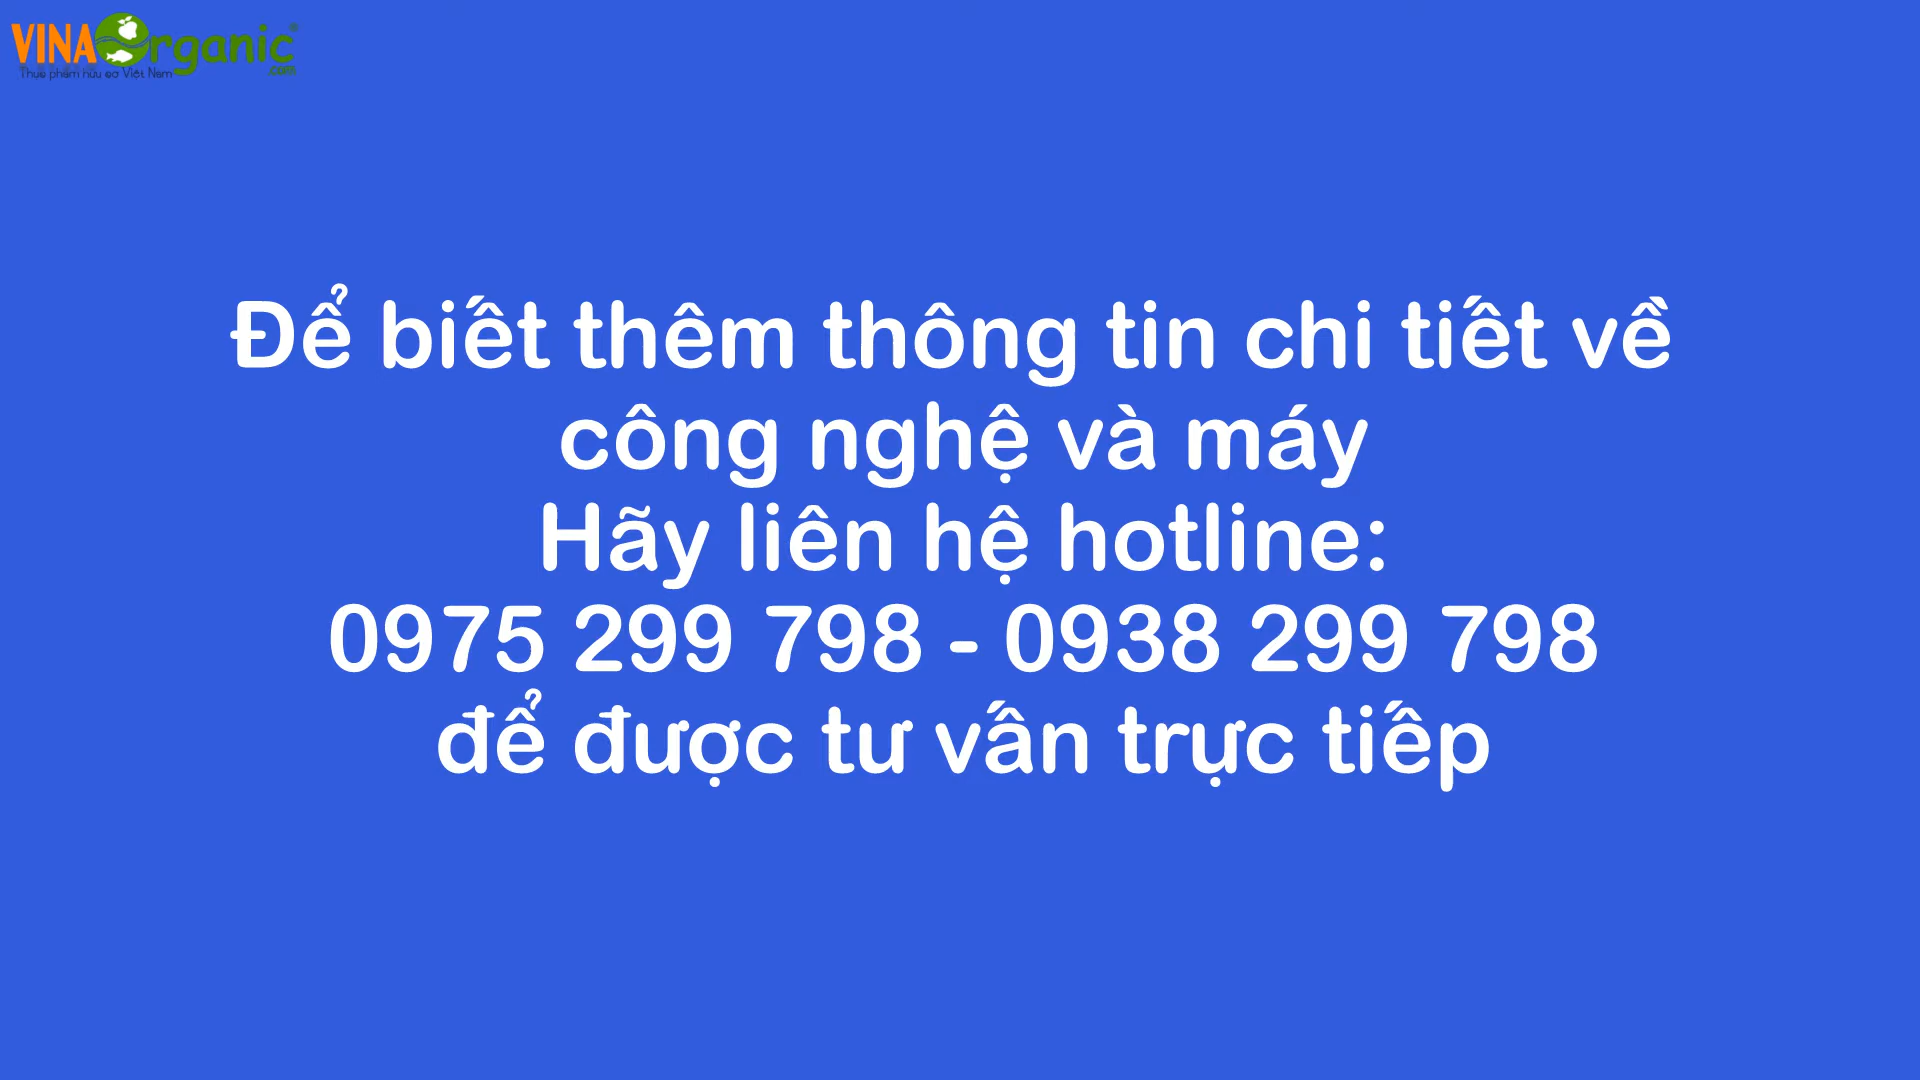 VINAOrganic®
.com
Thực phẩm hữu cơ Việt Nam
Để biết thêm thông tin chi tiết về
công nghệ và máy
Hãy liên hệ hotline:
0975 299 798 - 0938 299 798
để được tư vấn trực tiếp